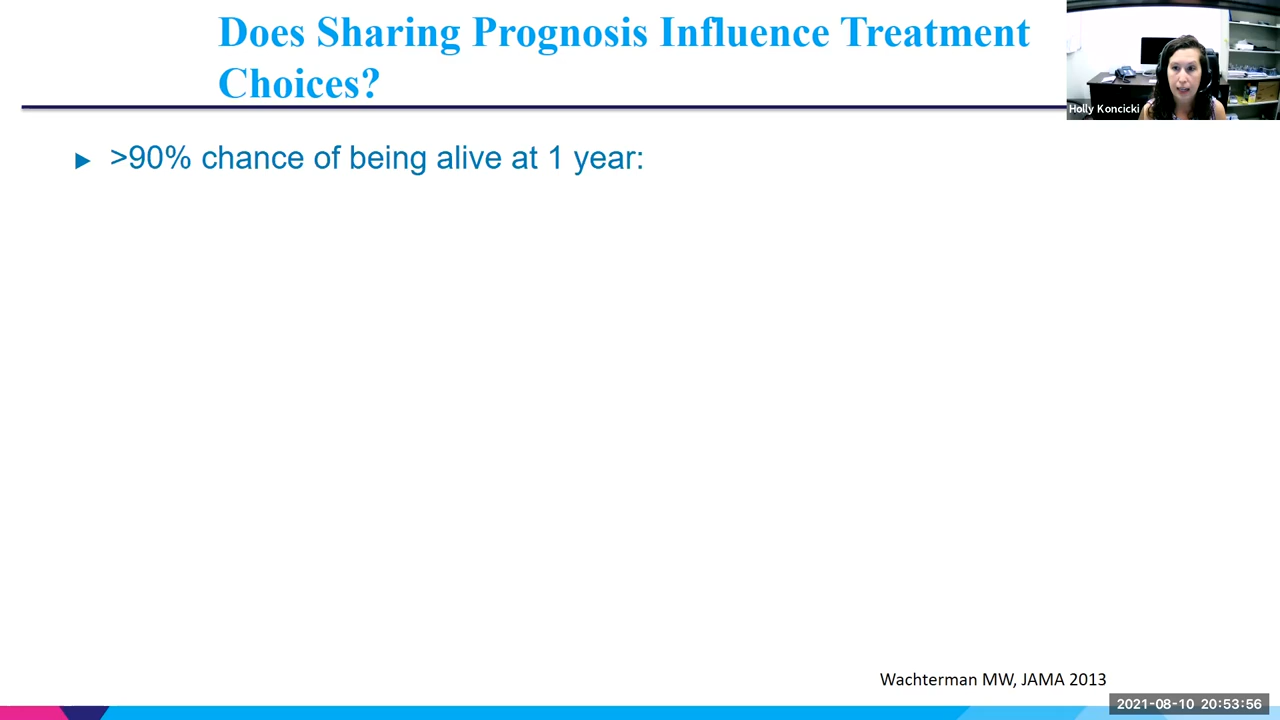 Does Sharing Prognosis Influence Treatment
Choices?
Holly Koncicki
>90% chance of being alive at 1 year:
Wachterman MW, JAMA 2013
2021-08-10 20:53:56